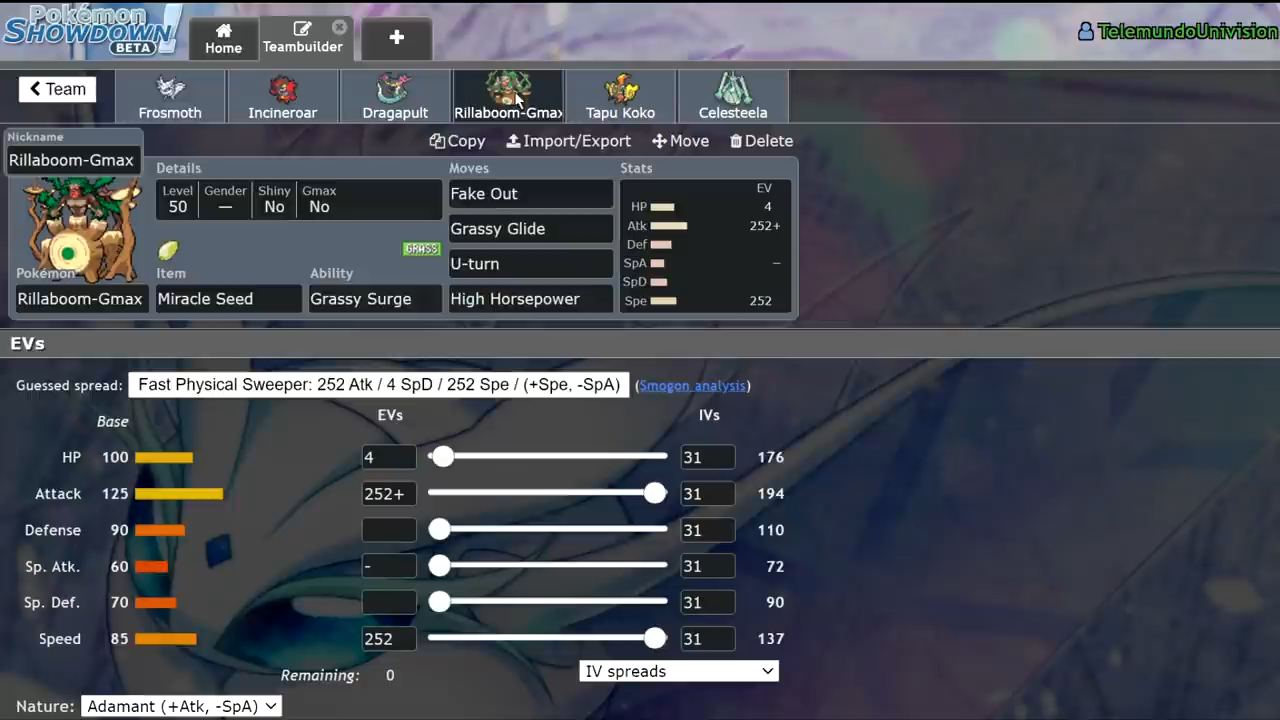 Pokémon
SHOWDOWN!
BETA
Home
Teambuilder
+
TelemundoUnivision
Team
Frosmoth
Incineroar
Dragapult
Rillaboom-Gmax
Tapu Koko
Celesteela
Copy
Import/Export
Move
Delete
Nickname
Rillaboom-Gmax
Details
Level Gender Shiny Gmax
50 — No No
GRASS
Pokémon Item Ability
Rillaboom-Gmax Miracle Seed Grassy Surge
Moves
Fake Out
Grassy Glide
U-turn
High Horsepower
Stats
EV
HP 4
Atk 252+
Def
SpA –
SpD
Spe 252
EVs
Guessed spread: Fast Physical Sweeper: 252 Atk / 4 SpD / 252 Spe / (+Spe, -SpA) (Smogon analysis)
Base EVs IVs
HP 100 4 31 176
Attack 125 252+ 31 194
Defense 90 31 110
Sp. Atk. 60 - 31 72
Sp. Def. 70 31 90
Speed 85 252 31 137
Remaining: 0 IV spreads
Nature: Adamant (+Atk, -SpA)